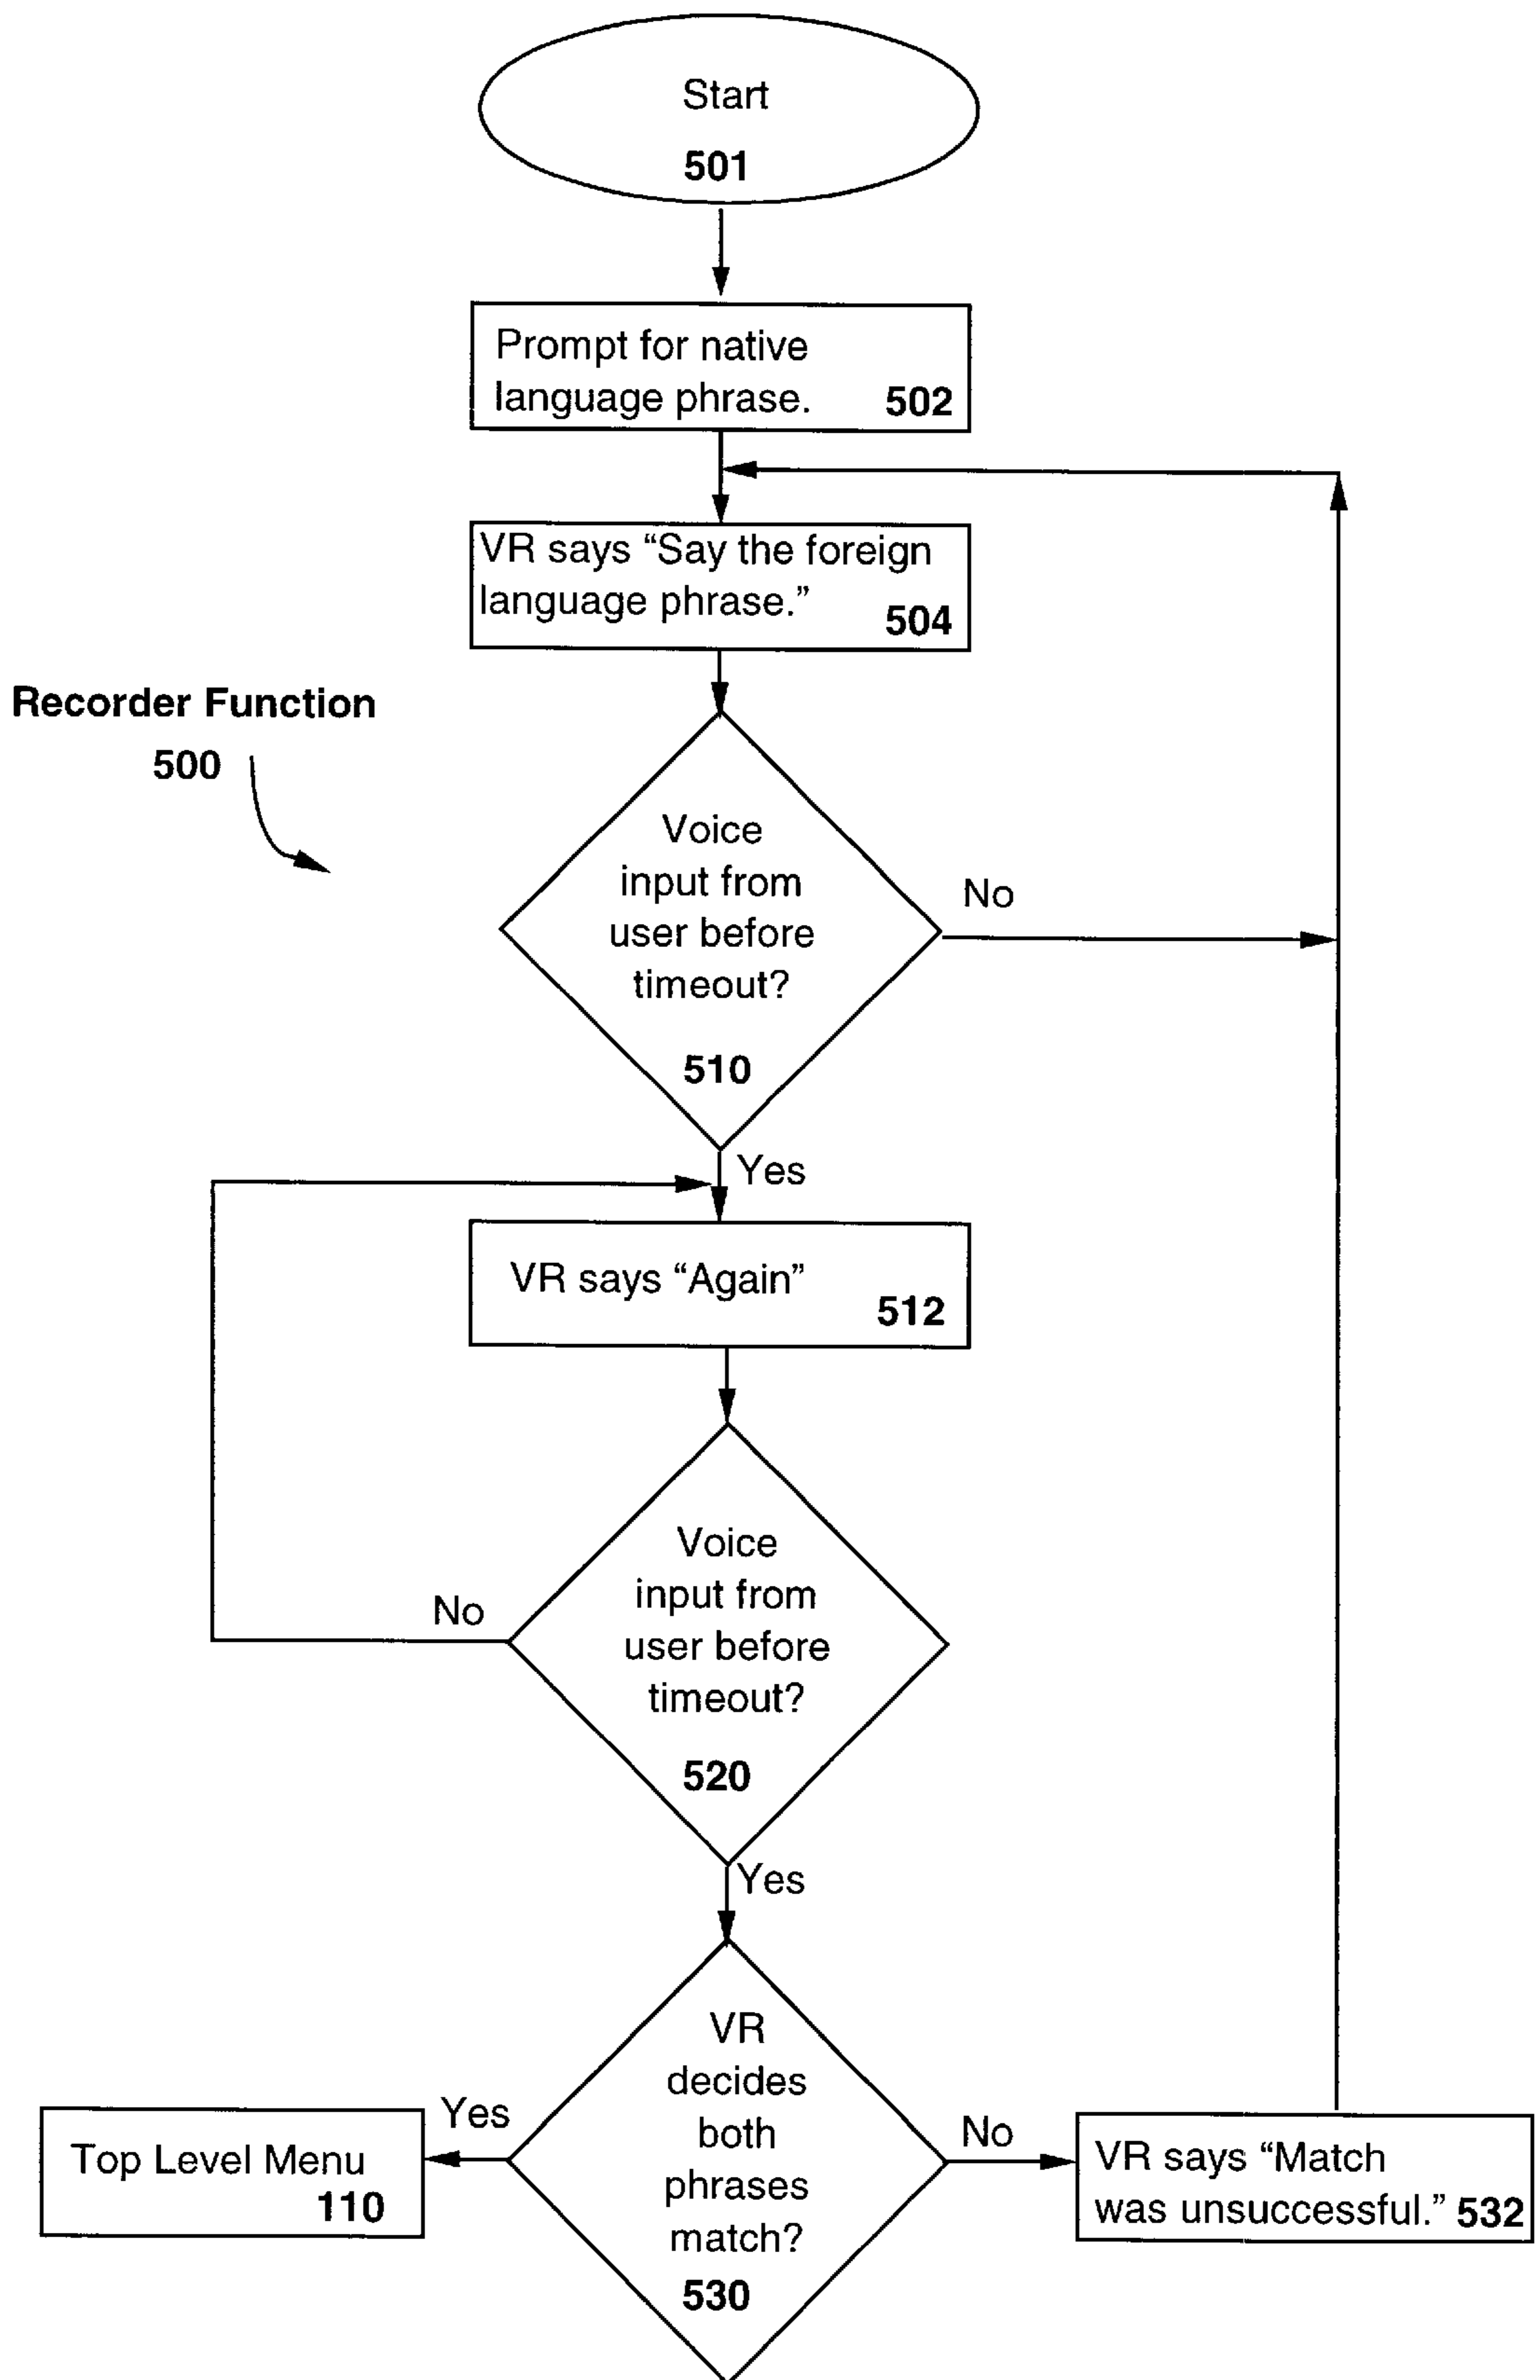 Start
501
Prompt for native
language phrase. 502
VR says “Say the foreign
language phrase.” 504
Recorder Function
500
Voice
input from
user before
timeout?
510
No
Yes
VR says “Again”
512
Voice
input from
user before
timeout?
520
No
Yes
VR
decides
both
phrases
match?
530
Yes
Top Level Menu
110
No
VR says “Match
was unsuccessful.” 532